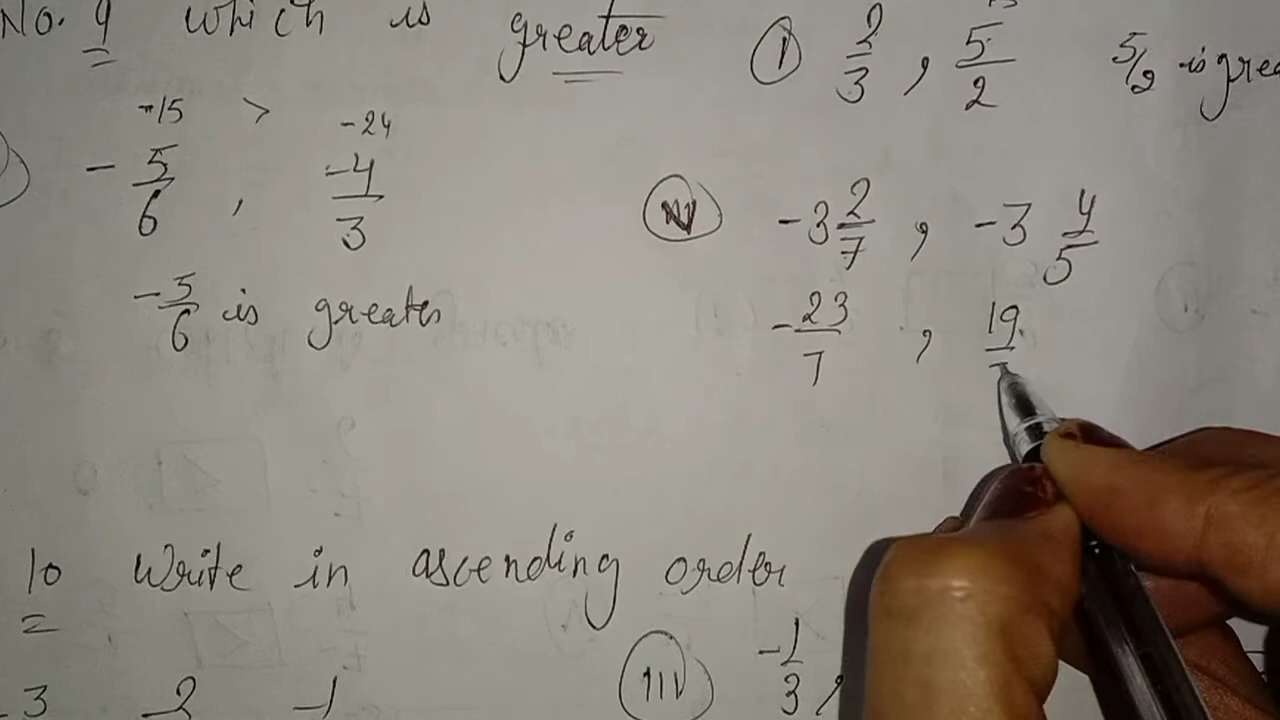 No. 9 which is greater (i) 2/3 , 5/2 5/2 is grea
-15 > -24
-5/6 , -4/3 (iv) -3 2/7 , -3 4/5
-5/6 is greater -23/7 , 19
10 Write in ascending order
(iii) -1/3 ,
3 -2 -1